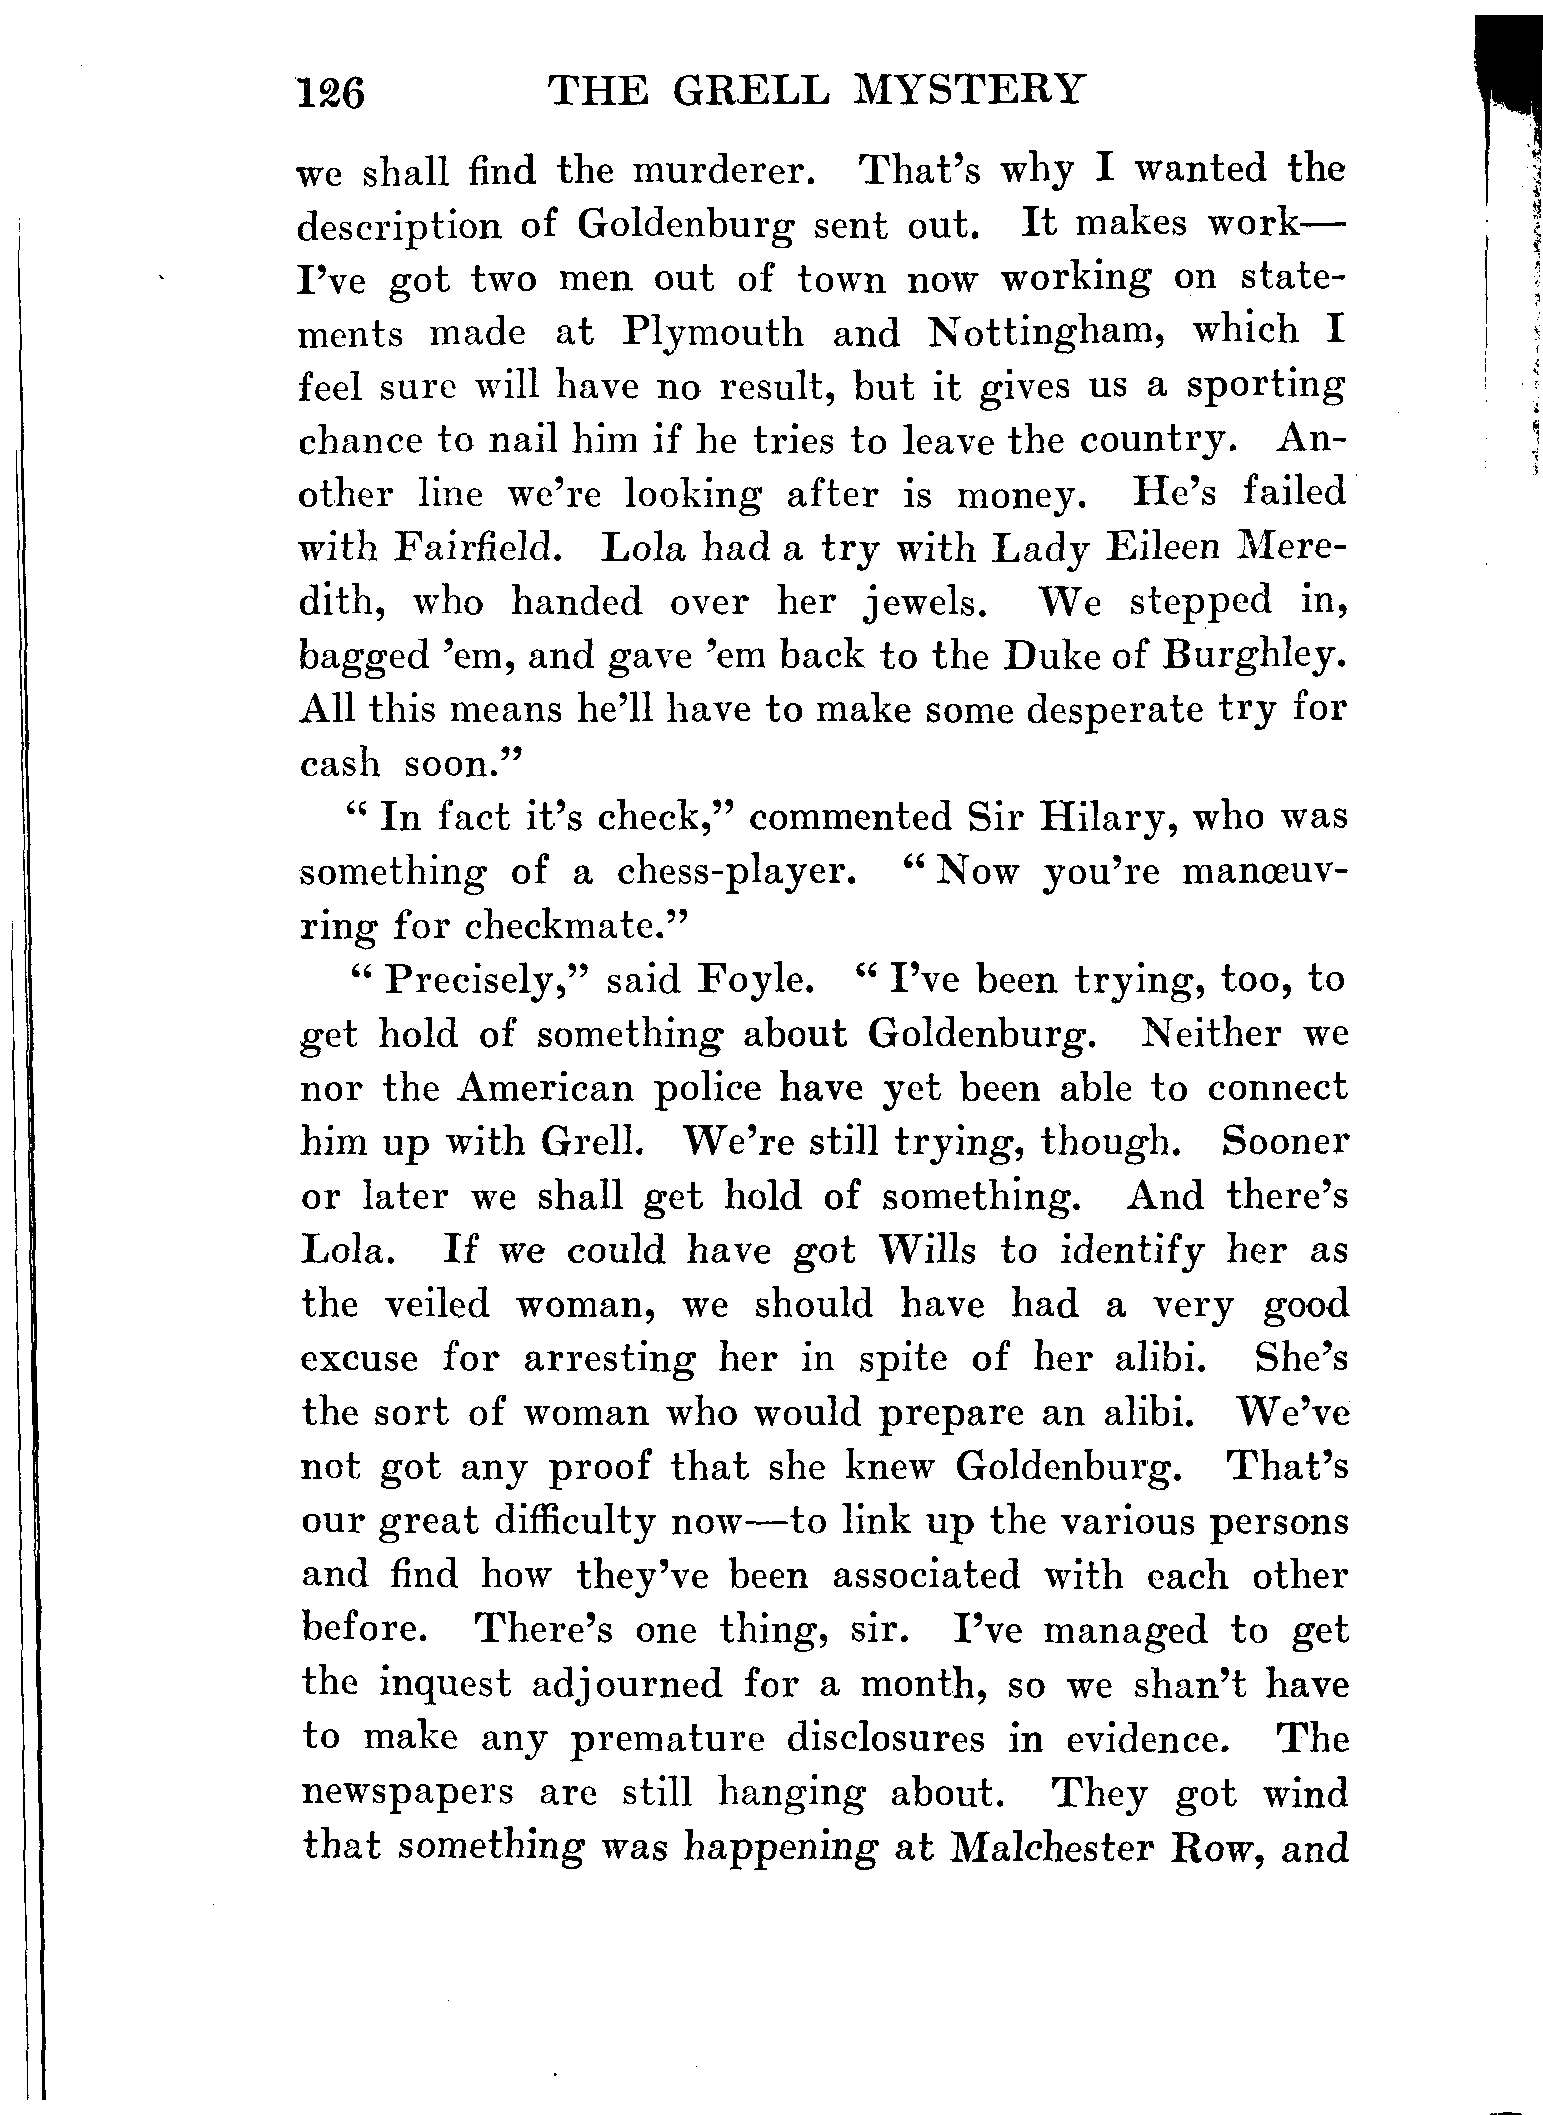 126 THE GRELL MYSTERY
we shall find the murderer. That's why I wanted the
description of Goldenburg sent out. It makes work—
I've got two men out of town now working on state-
ments made at Plymouth and Nottingham, which I
feel sure will have no result, but it gives us a sporting
chance to nail him if he tries to leave the country. An-
other line we're looking after is money. He's failed
with Fairfield. Lola had a try with Lady Eileen Mere-
dith, who handed over her jewels. We stepped in,
bagged 'em, and gave 'em back to the Duke of Burghley.
All this means he'll have to make some desperate try for
cash soon."
" In fact it's check," commented Sir Hilary, who was
something of a chess-player. " Now you're manœuv-
ring for checkmate."
" Precisely," said Foyle. " I've been trying, too, to
get hold of something about Goldenburg. Neither we
nor the American police have yet been able to connect
him up with Grell. We're still trying, though. Sooner
or later we shall get hold of something. And there's
Lola. If we could have got Wills to identify her as
the veiled woman, we should have had a very good
excuse for arresting her in spite of her alibi. She's
the sort of woman who would prepare an alibi. We've
not got any proof that she knew Goldenburg. That's
our great difficulty now—to link up the various persons
and find how they've been associated with each other
before. There's one thing, sir. I've managed to get
the inquest adjourned for a month, so we shan't have
to make any premature disclosures in evidence. The
newspapers are still hanging about. They got wind
that something was happening at Malchester Row, and